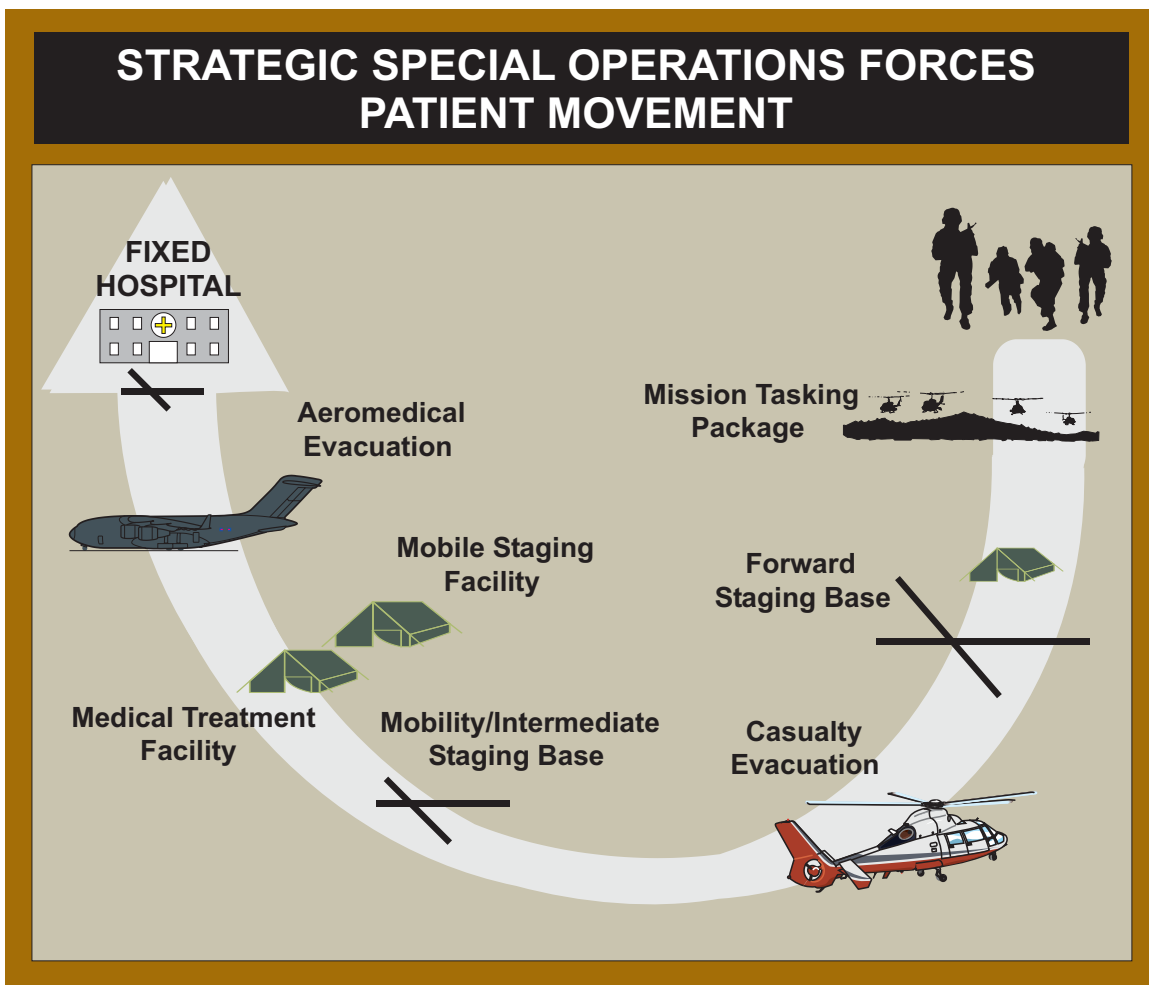 STRATEGIC SPECIAL OPERATIONS FORCES
PATIENT MOVEMENT
FIXED
HOSPITAL
Aeromedical
Evacuation
Mission Tasking
Package
Mobile Staging
Facility
Forward
Staging Base
Medical Treatment
Facility
Mobility/Intermediate
Staging Base
Casualty
Evacuation